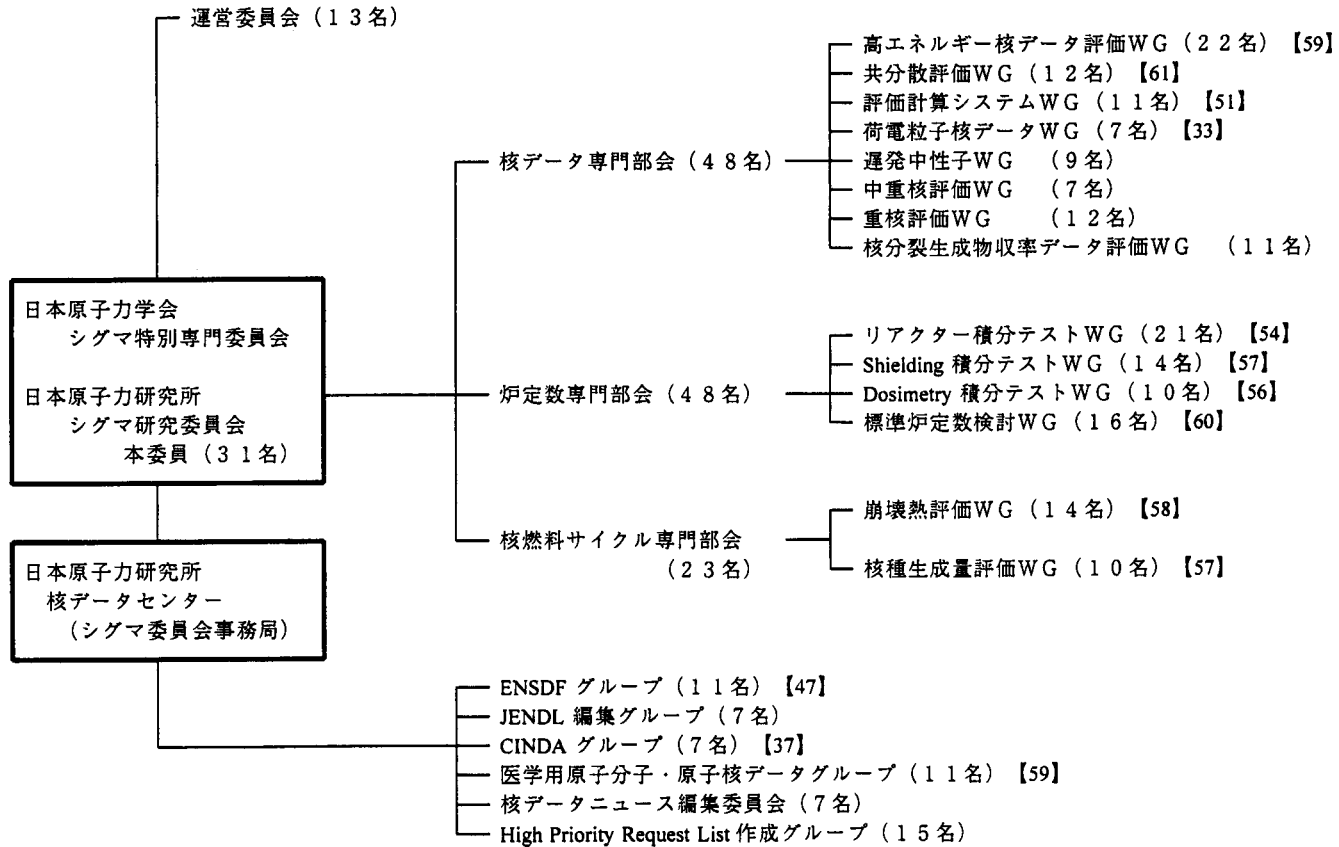 運営委員会（１３名）
高エネルギー核データ評価ＷＧ（２２名）【59】
共分散評価ＷＧ（１２名）【61】
評価計算システムＷＧ（１１名）【51】
荷電粒子核データＷＧ（７名）【33】
核データ専門部会（４８名）
遅発中性子ＷＧ　（９名）
中重核評価ＷＧ　（７名）
重核評価ＷＧ　（１２名）
核分裂生成物収率データ評価ＷＧ　（１１名）
日本原子力学会
シグマ特別専門委員会
日本原子力研究所
シグマ研究委員会
本委員（３１名）
リアクター積分テストＷＧ（２１名）【54】
Shielding 積分テストＷＧ（１４名）【57】
炉定数専門部会（４８名）
Dosimetry 積分テストＷＧ（１０名）【56】
標準炉定数検討ＷＧ（１６名）【60】
崩壊熱評価ＷＧ（１４名）【58】
核燃料サイクル専門部会
（２３名）
核種生成量評価ＷＧ（１０名）【57】
日本原子力研究所
核データセンター
（シグマ委員会事務局）
ENSDF グループ（１１名）【47】
JENDL 編集グループ（７名）
CINDA グループ（７名）【37】
医学用原子分子・原子核データグループ（１１名）【59】
核データニュース編集委員会（７名）
High Priority Request List 作成グループ（１５名）